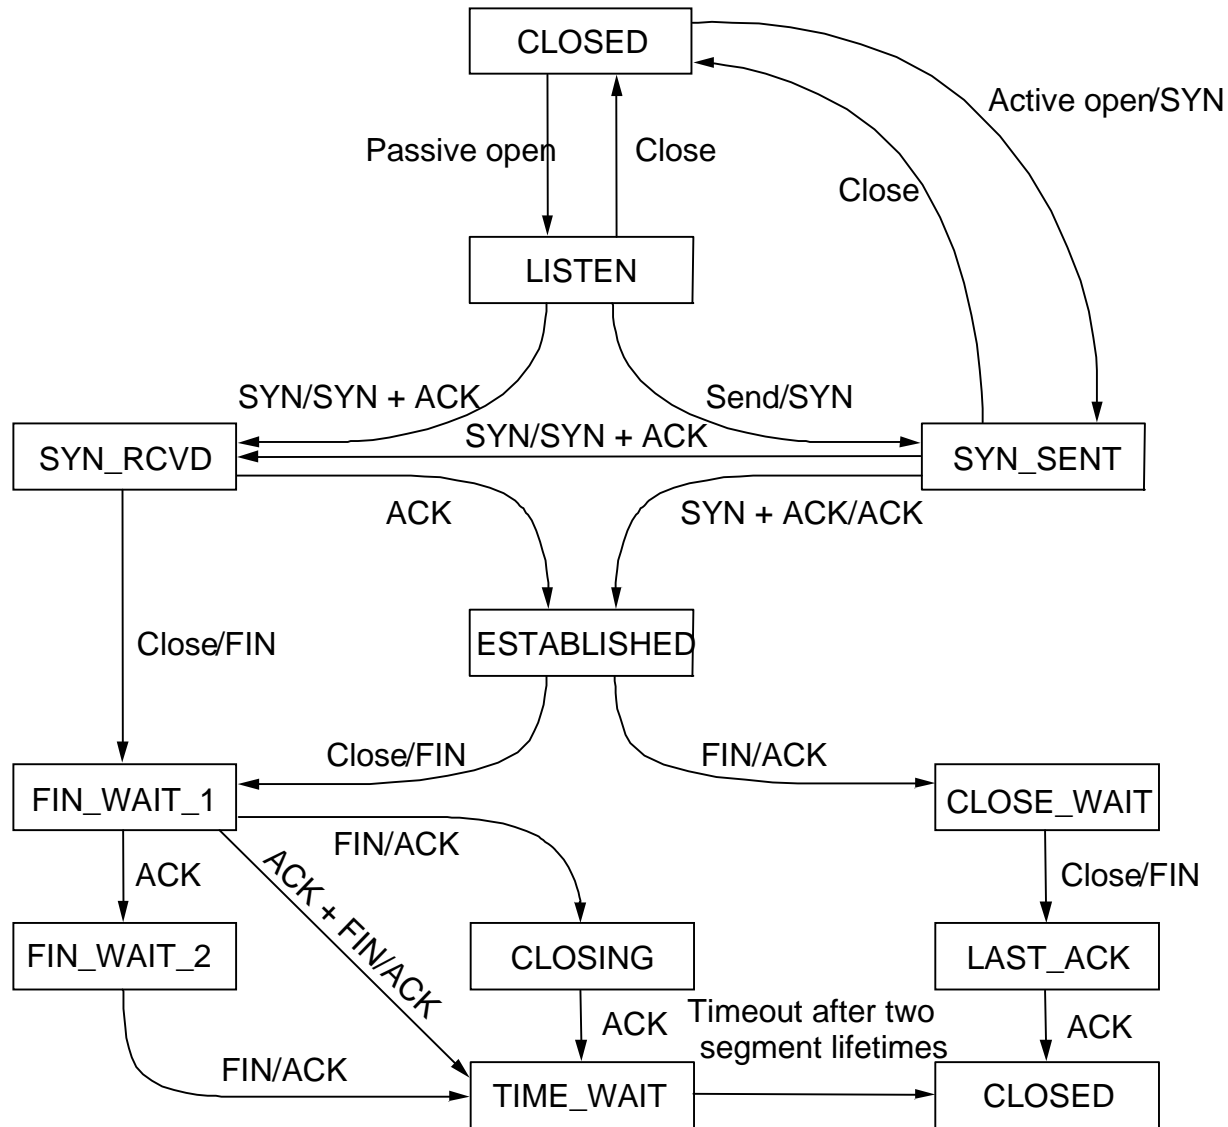 CLOSED
Active open/SYN
Passive open
Close
Close
LISTEN
SYN/SYN + ACK
Send/SYN
SYN/SYN + ACK
SYN_RCVD
SYN_SENT
ACK
SYN + ACK/ACK
Close/FIN
ESTABLISHED
Close/FIN
FIN/ACK
FIN_WAIT_1
CLOSE_WAIT
FIN/ACK
ACK
ACK + FIN/ACK
Close/FIN
FIN_WAIT_2
CLOSING
LAST_ACK
ACK
Timeout after two
segment lifetimes
ACK
FIN/ACK
TIME_WAIT
CLOSED